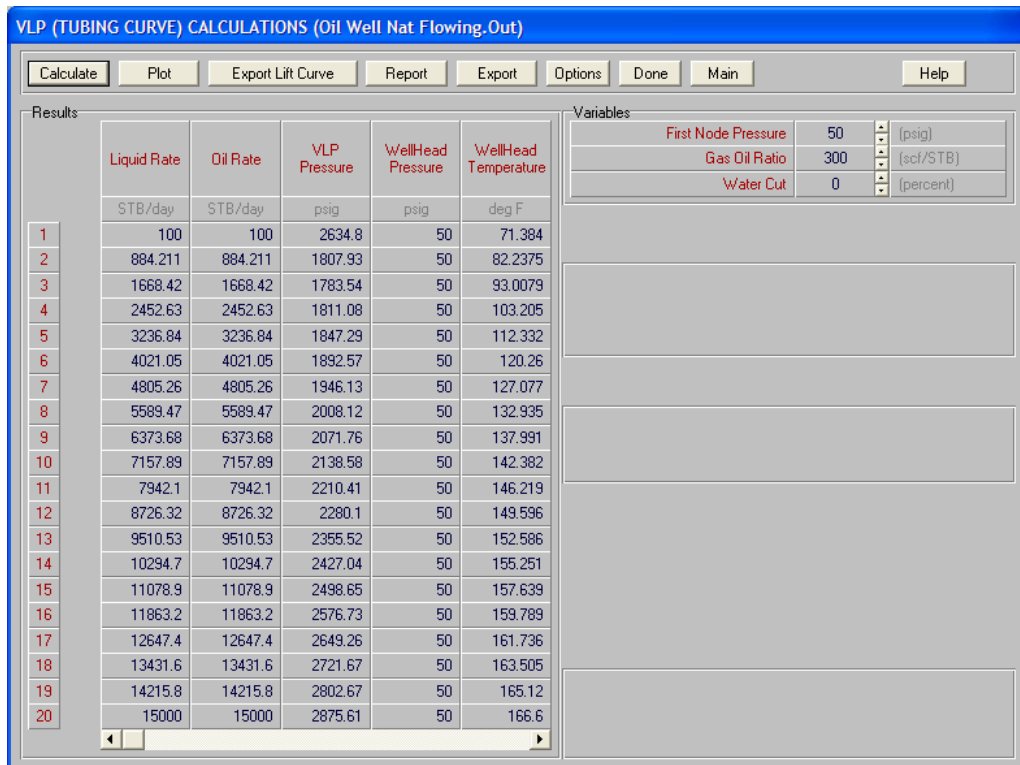 VLP (TUBING CURVE) CALCULATIONS (Oil Well Nat Flowing.Out)
Calculate Plot Export Lift Curve Report Export Options Done Main Help
Results
Liquid Rate Oil Rate VLP Pressure WellHead Pressure WellHead Temperature
STB/day STB/day psig psig deg F
1 100 100 2634.8 50 71.384
2 884.211 884.211 1807.93 50 82.2375
3 1668.42 1668.42 1783.54 50 93.0079
4 2452.63 2452.63 1811.08 50 103.205
5 3236.84 3236.84 1847.29 50 112.332
6 4021.05 4021.05 1892.57 50 120.26
7 4805.26 4805.26 1946.13 50 127.077
8 5589.47 5589.47 2008.12 50 132.935
9 6373.68 6373.68 2071.76 50 137.991
10 7157.89 7157.89 2138.58 50 142.382
11 7942.1 7942.1 2210.41 50 146.219
12 8726.32 8726.32 2280.1 50 149.596
13 9510.53 9510.53 2355.52 50 152.586
14 10294.7 10294.7 2427.04 50 155.251
15 11078.9 11078.9 2498.65 50 157.639
16 11863.2 11863.2 2576.73 50 159.789
17 12647.4 12647.4 2649.26 50 161.736
18 13431.6 13431.6 2721.67 50 163.505
19 14215.8 14215.8 2802.67 50 165.12
20 15000 15000 2875.61 50 166.6
Variables
First Node Pressure 50 (psig)
Gas Oil Ratio 300 (scf/STB)
Water Cut 0 (percent)